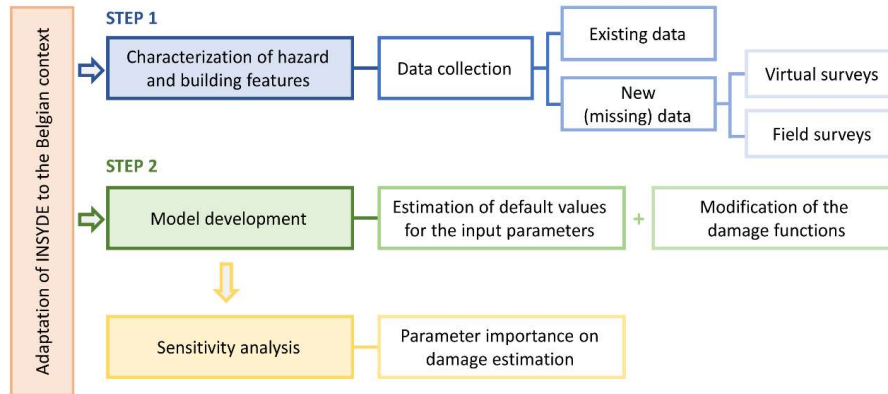 Adaptation of INSYDE to the Belgian context
STEP 1
Characterization of hazard
and building features
Data collection
Existing data
New
(missing) data
Virtual surveys
Field surveys
STEP 2
Model development
Estimation of default values
for the input parameters
+
Modification of the
damage functions
Sensitivity analysis
Parameter importance on
damage estimation